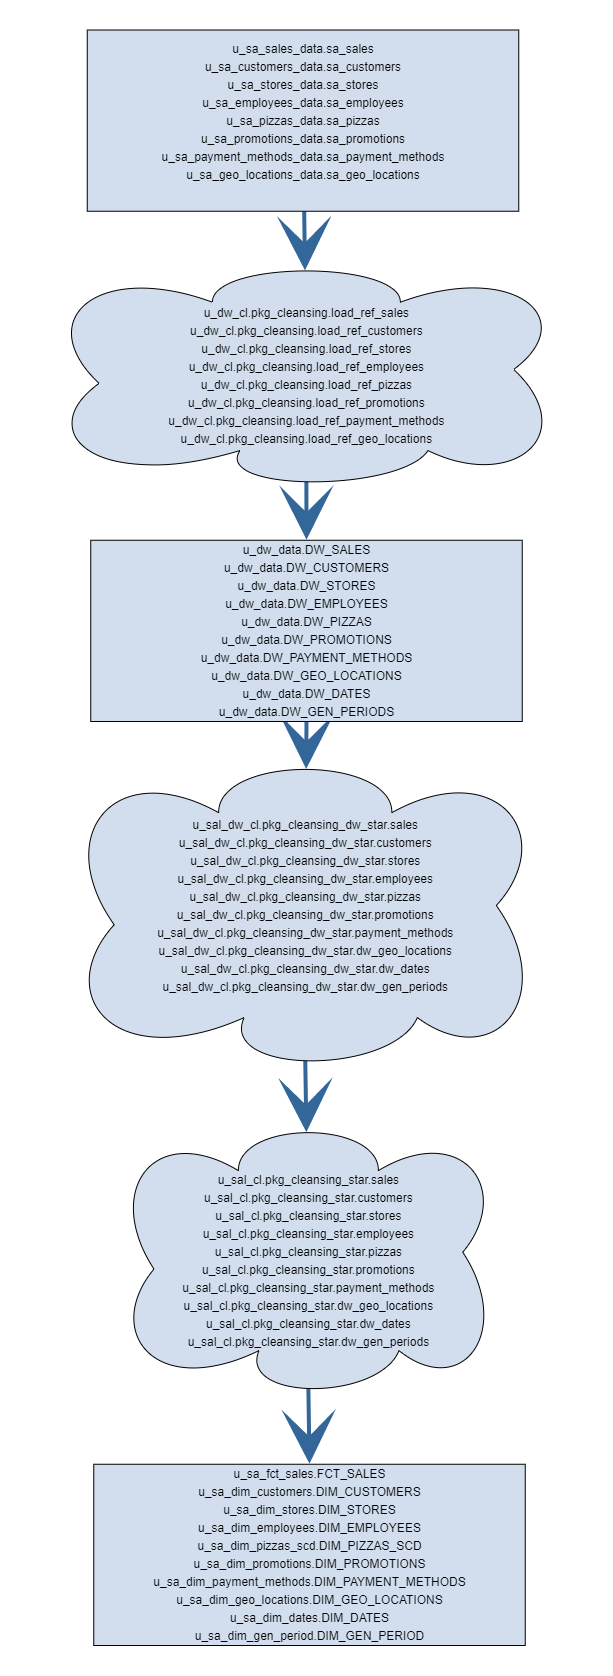 u_sa_sales_data.sa_sales
u_sa_customers_data.sa_customers
u_sa_stores_data.sa_stores
u_sa_employees_data.sa_employees
u_sa_pizzas_data.sa_pizzas
u_sa_promotions_data.sa_promotions
u_sa_payment_methods_data.sa_payment_methods
u_sa_geo_locations_data.sa_geo_locations
u_dw_cl.pkg_cleansing.load_ref_sales
u_dw_cl.pkg_cleansing.load_ref_customers
u_dw_cl.pkg_cleansing.load_ref_stores
u_dw_cl.pkg_cleansing.load_ref_employees
u_dw_cl.pkg_cleansing.load_ref_pizzas
u_dw_cl.pkg_cleansing.load_ref_promotions
u_dw_cl.pkg_cleansing.load_ref_payment_methods
u_dw_cl.pkg_cleansing.load_ref_geo_locations
u_dw_data.DW_SALES
u_dw_data.DW_CUSTOMERS
u_dw_data.DW_STORES
u_dw_data.DW_EMPLOYEES
u_dw_data.DW_PIZZAS
u_dw_data.DW_PROMOTIONS
u_dw_data.DW_PAYMENT_METHODS
u_dw_data.DW_GEO_LOCATIONS
u_dw_data.DW_DATES
u_dw_data.DW_GEN_PERIODS
u_sal_dw_cl.pkg_cleansing_dw_star.sales
u_sal_dw_cl.pkg_cleansing_dw_star.customers
u_sal_dw_cl.pkg_cleansing_dw_star.stores
u_sal_dw_cl.pkg_cleansing_dw_star.employees
u_sal_dw_cl.pkg_cleansing_dw_star.pizzas
u_sal_dw_cl.pkg_cleansing_dw_star.promotions
u_sal_dw_cl.pkg_cleansing_dw_star.payment_methods
u_sal_dw_cl.pkg_cleansing_dw_star.dw_geo_locations
u_sal_dw_cl.pkg_cleansing_dw_star.dw_dates
u_sal_dw_cl.pkg_cleansing_dw_star.dw_gen_periods
u_sal_cl.pkg_cleansing_star.sales
u_sal_cl.pkg_cleansing_star.customers
u_sal_cl.pkg_cleansing_star.stores
u_sal_cl.pkg_cleansing_star.employees
u_sal_cl.pkg_cleansing_star.pizzas
u_sal_cl.pkg_cleansing_star.promotions
u_sal_cl.pkg_cleansing_star.payment_methods
u_sal_cl.pkg_cleansing_star.dw_geo_locations
u_sal_cl.pkg_cleansing_star.dw_dates
u_sal_cl.pkg_cleansing_star.dw_gen_periods
u_sa_fct_sales.FCT_SALES
u_sa_dim_customers.DIM_CUSTOMERS
u_sa_dim_stores.DIM_STORES
u_sa_dim_employees.DIM_EMPLOYEES
u_sa_dim_pizzas_scd.DIM_PIZZAS_SCD
u_sa_dim_promotions.DIM_PROMOTIONS
u_sa_dim_payment_methods.DIM_PAYMENT_METHODS
u_sa_dim_geo_locations.DIM_GEO_LOCATIONS
u_sa_dim_dates.DIM_DATES
u_sa_dim_gen_period.DIM_GEN_PERIOD